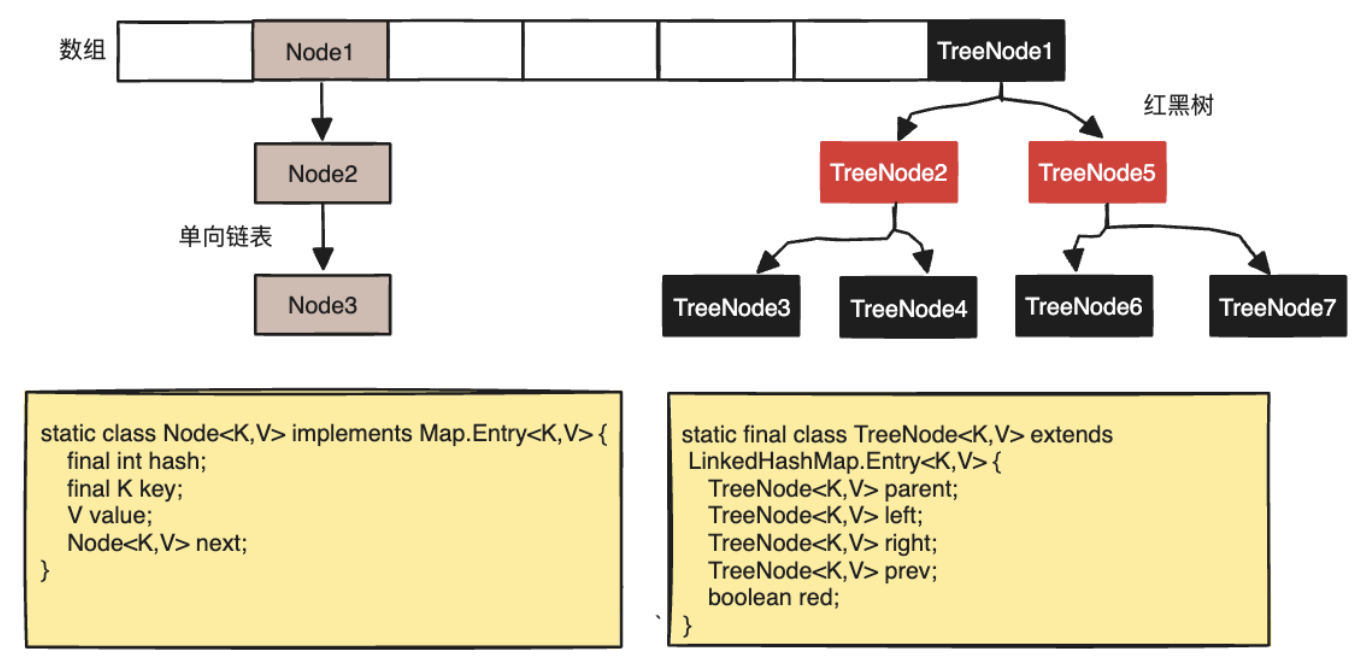 数组
Node1
TreeNode1
红黑树
Node2
TreeNode2
TreeNode5
单向链表
Node3
TreeNode3
TreeNode4
TreeNode6
TreeNode7
static class Node<K,V> implements Map.Entry<K,V> {
final int hash;
final K key;
V value;
Node<K,V> next;
}
static final class TreeNode<K,V> extends
LinkedHashMap.Entry<K,V> {
TreeNode<K,V> parent;
TreeNode<K,V> left;
TreeNode<K,V> right;
TreeNode<K,V> prev;
boolean red;
` }